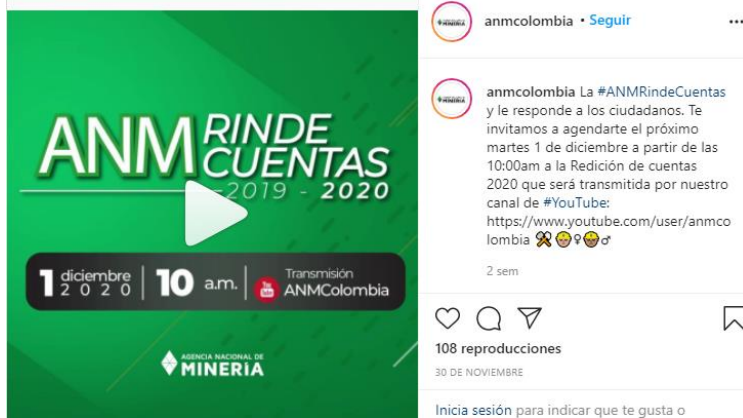 ANM RINDE
CUENTAS
2019 - 2020
1 diciembre
2020
10 a.m.
You
Tube
Transmisión
ANMColombia
AGENCIA NACIONAL DE
MINERÍA
anmcolombia • Seguir
anmcolombia La #ANMRindeCuentas
y le responde a los ciudadanos. Te
invitamos a agendarte el próximo
martes 1 de diciembre a partir de las
10:00am a la Redición de cuentas
2020 que será transmitida por nuestro
canal de #YouTube:
https://www.youtube.com/user/anmco
lombia
2 sem
108 reproducciones
30 DE NOVIEMBRE
Inicia sesión para indicar que te gusta o